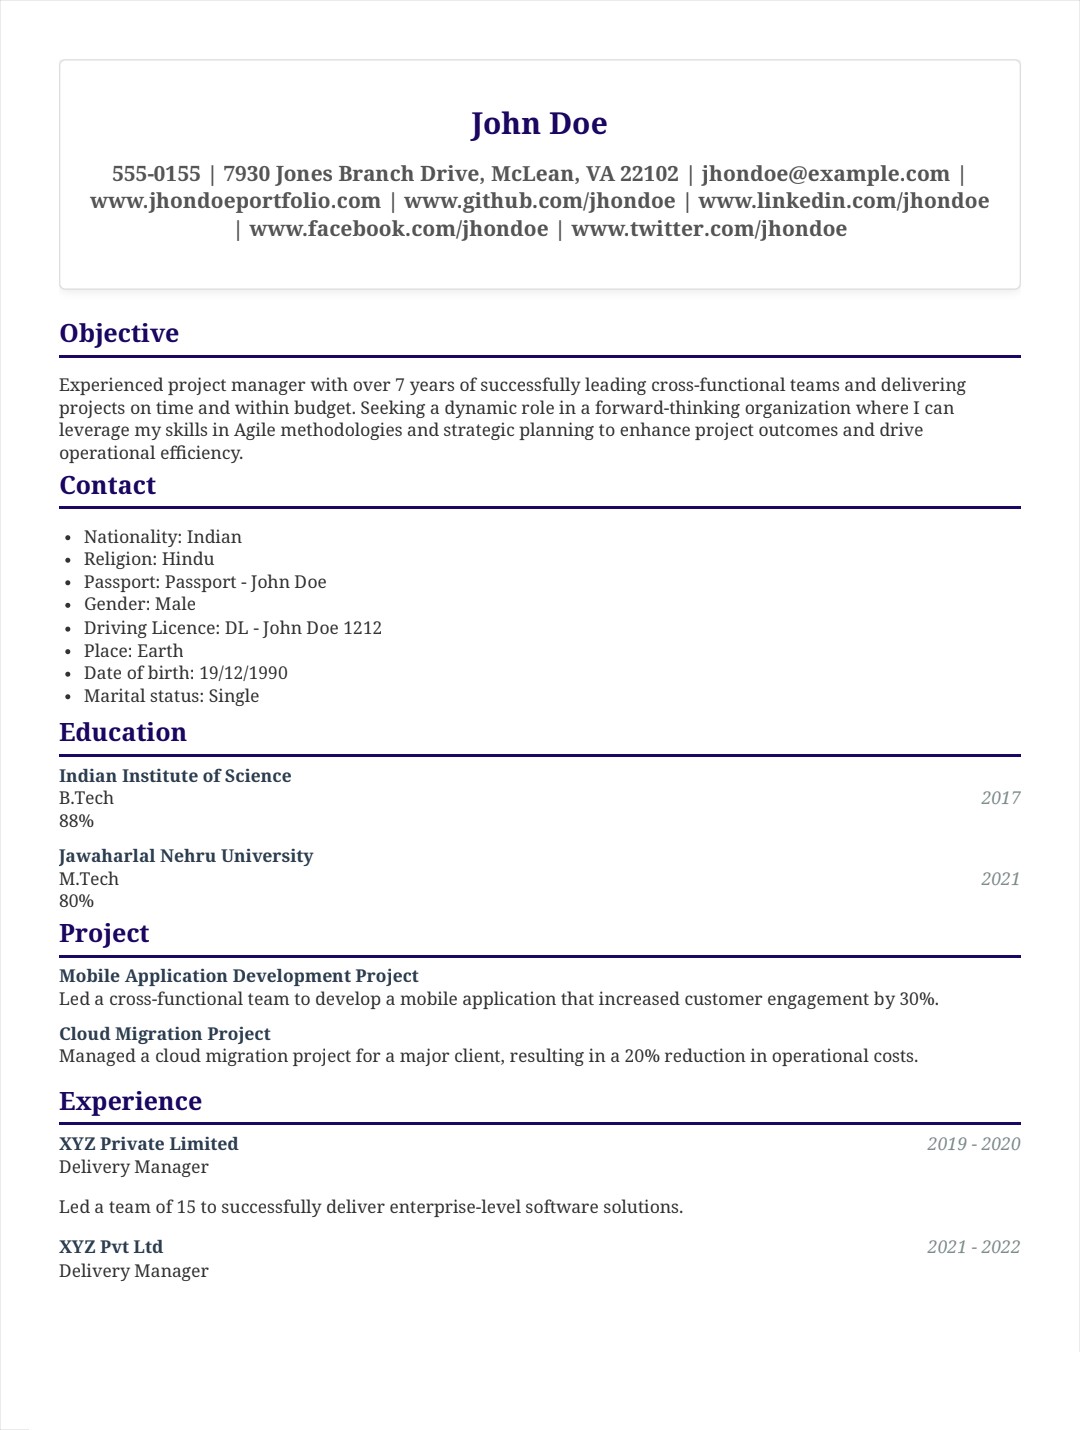 John Doe
555-0155 | 7930 Jones Branch Drive, McLean, VA 22102 | jhondoe@example.com |
www.jhondoeportfolio.com | www.github.com/jhondoe | www.linkedin.com/jhondoe
| www.facebook.com/jhondoe | www.twitter.com/jhondoe
Objective
Experienced project manager with over 7 years of successfully leading cross-functional teams and delivering
projects on time and within budget. Seeking a dynamic role in a forward-thinking organization where I can
leverage my skills in Agile methodologies and strategic planning to enhance project outcomes and drive
operational efficiency.
Contact
• Nationality: Indian
• Religion: Hindu
• Passport: Passport - John Doe
• Gender: Male
• Driving Licence: DL - John Doe 1212
• Place: Earth
• Date of birth: 19/12/1990
• Marital status: Single
Education
Indian Institute of Science
B.Tech 2017
88%
Jawaharlal Nehru University
M.Tech 2021
80%
Project
Mobile Application Development Project
Led a cross-functional team to develop a mobile application that increased customer engagement by 30%.
Cloud Migration Project
Managed a cloud migration project for a major client, resulting in a 20% reduction in operational costs.
Experience
XYZ Private Limited 2019 - 2020
Delivery Manager
Led a team of 15 to successfully deliver enterprise-level software solutions.
XYZ Pvt Ltd 2021 - 2022
Delivery Manager